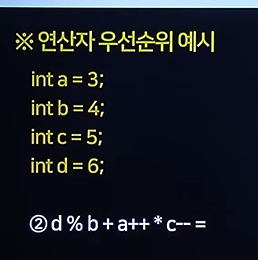 ※ 연산자 우선순위 예시
int a = 3;
int b = 4;
int c = 5;
int d = 6;
② d % b + a++ * c-- =